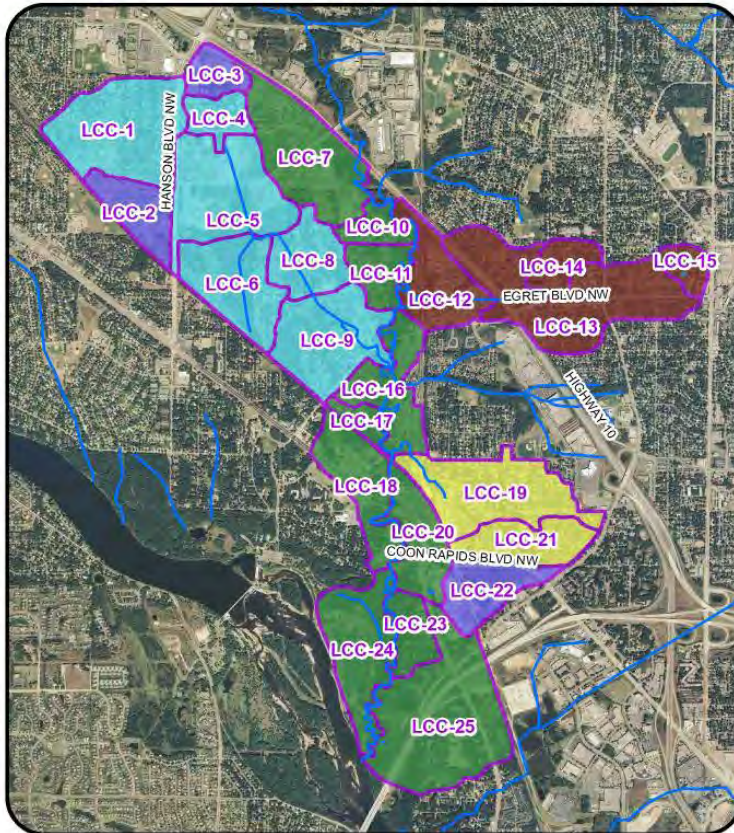 LCC-3
LCC-1
LCC-4
HANSON BLVD NW
LCC-7
LCC-2
LCC-5
LCC-10
LCC-8
LCC-14
LCC-15
LCC-6
LCC-11
LCC-12
EGRET BLVD NW
LCC-13
LCC-9
LCC-16
HIGHWAY 10
LCC-17
LCC-18
LCC-19
LCC-20
LCC-21
COON RAPIDS BLVD NW
LCC-22
LCC-23
LCC-24
LCC-25